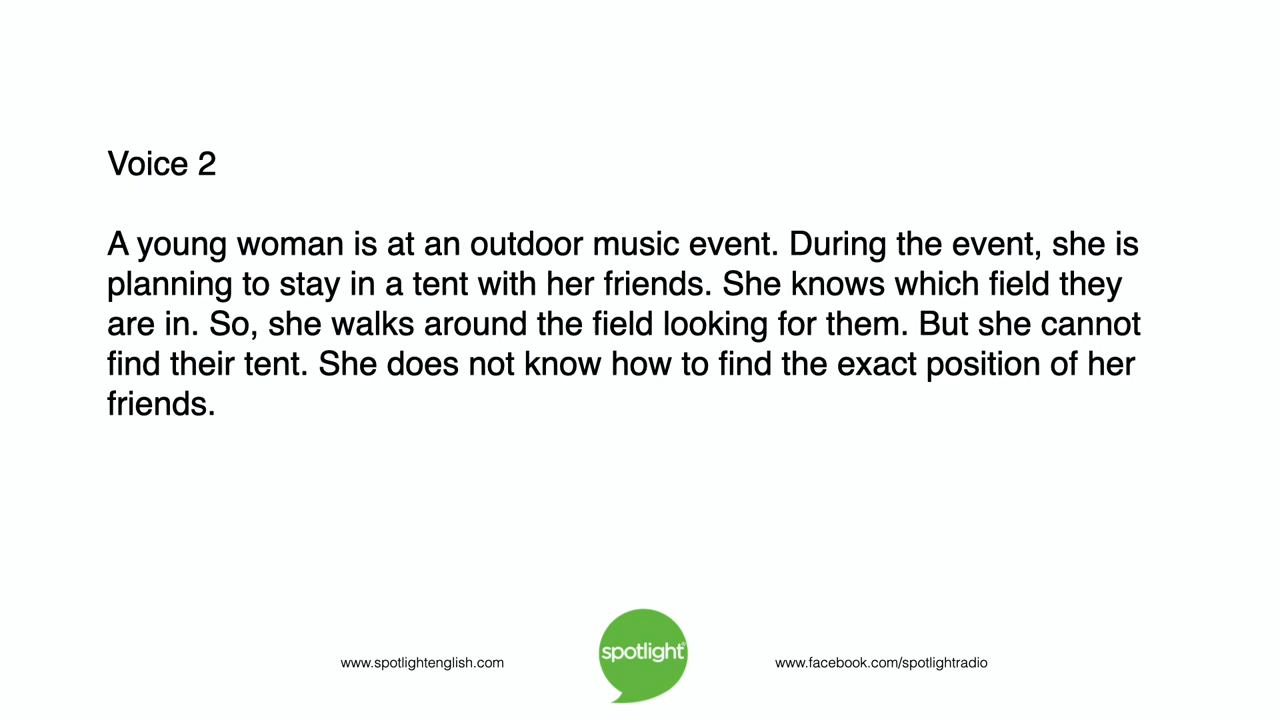 Voice 2
A young woman is at an outdoor music event. During the event, she is
planning to stay in a tent with her friends. She knows which field they
are in. So, she walks around the field looking for them. But she cannot
find their tent. She does not know how to find the exact position of her
friends.
www.spotlightenglish.com
spotlight®
www.facebook.com/spotlightradio